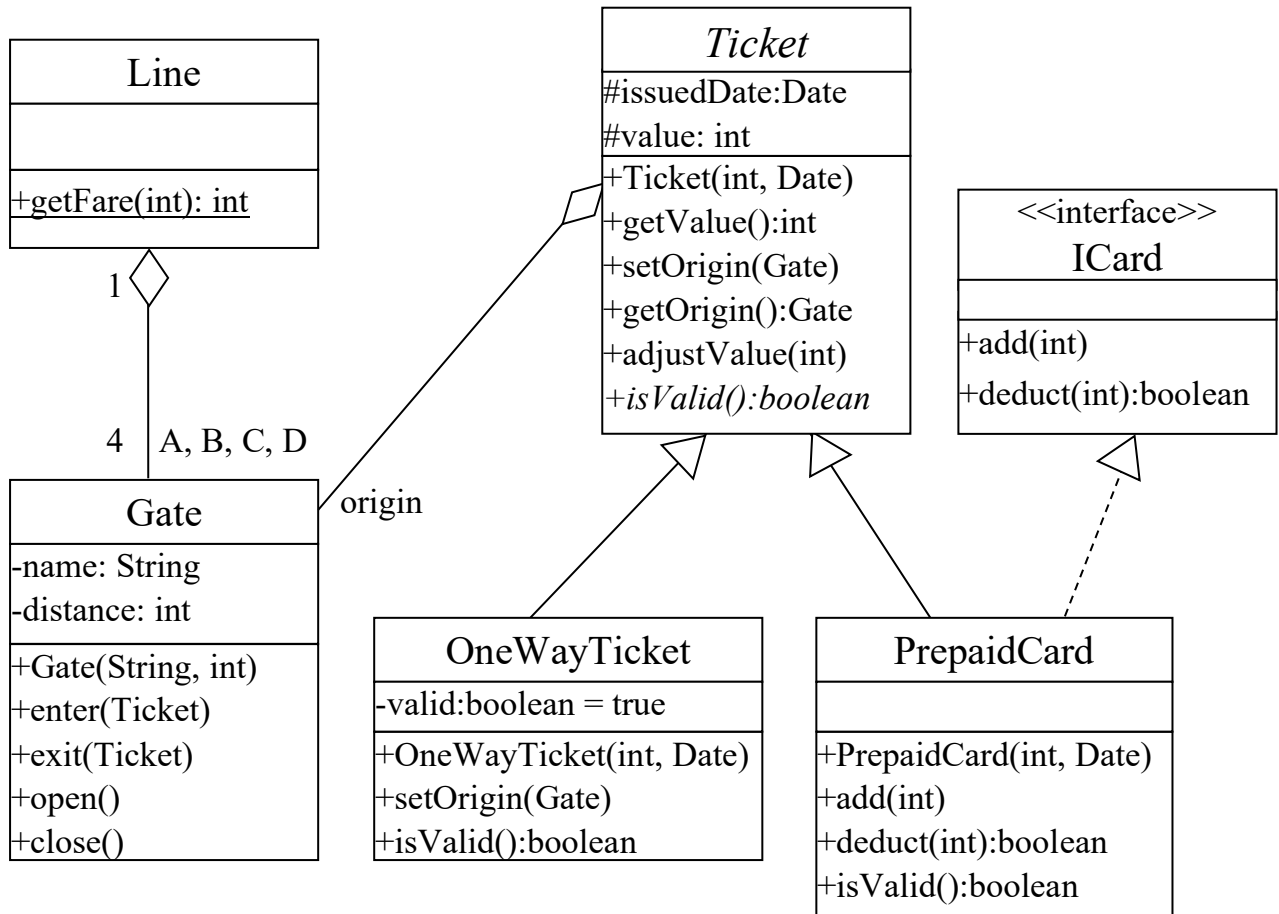 Line
+getFare(int): int
1
4
A, B, C, D
Gate
-name: String
-distance: int
+Gate(String, int)
+enter(Ticket)
+exit(Ticket)
+open()
+close()
origin
Ticket
#issuedDate:Date
#value: int
+Ticket(int, Date)
+getValue():int
+setOrigin(Gate)
+getOrigin():Gate
+adjustValue(int)
+isValid():boolean
<<interface>>
ICard
+add(int)
+deduct(int):boolean
OneWayTicket
-valid:boolean = true
+OneWayTicket(int, Date)
+setOrigin(Gate)
+isValid():boolean
PrepaidCard
+PrepaidCard(int, Date)
+add(int)
+deduct(int):boolean
+isValid():boolean